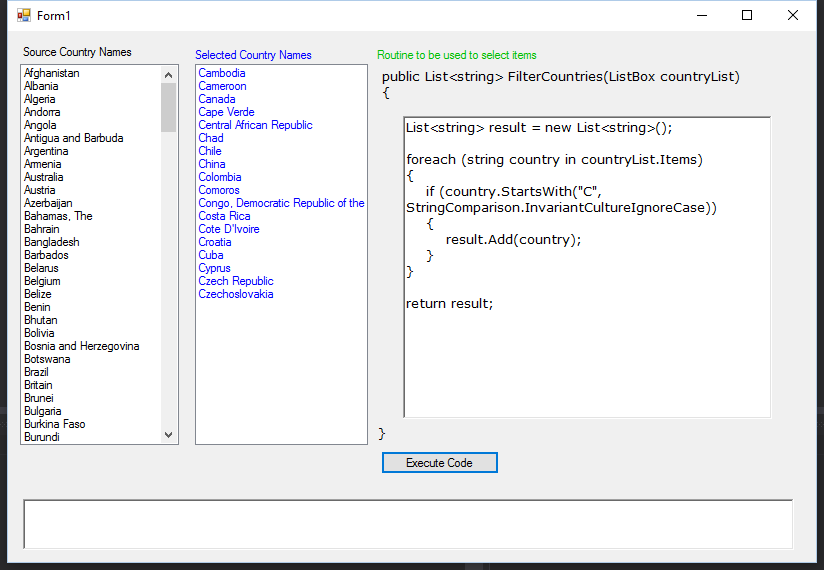 Form1
Source Country Names
Afghanistan
Albania
Algeria
Andorra
Angola
Antigua and Barbuda
Argentina
Armenia
Australia
Austria
Azerbaijan
Bahamas, The
Bahrain
Bangladesh
Barbados
Belarus
Belgium
Belize
Benin
Bhutan
Bolivia
Bosnia and Herzegovina
Botswana
Brazil
Britain
Brunei
Bulgaria
Burkina Faso
Burundi
Selected Country Names
Cambodia
Cameroon
Canada
Cape Verde
Central African Republic
Chad
Chile
China
Colombia
Comoros
Congo, Democratic Republic of the
Costa Rica
Cote D'Ivoire
Croatia
Cuba
Cyprus
Czech Republic
Czechoslovakia
Routine to be used to select items
public List<string> FilterCountries(ListBox countryList)
{
List<string> result = new List<string>();
foreach (string country in countryList.Items)
{
if (country.StartsWith("C",
StringComparison.InvariantCultureIgnoreCase))
{
result.Add(country);
}
}
return result;
}
Execute Code